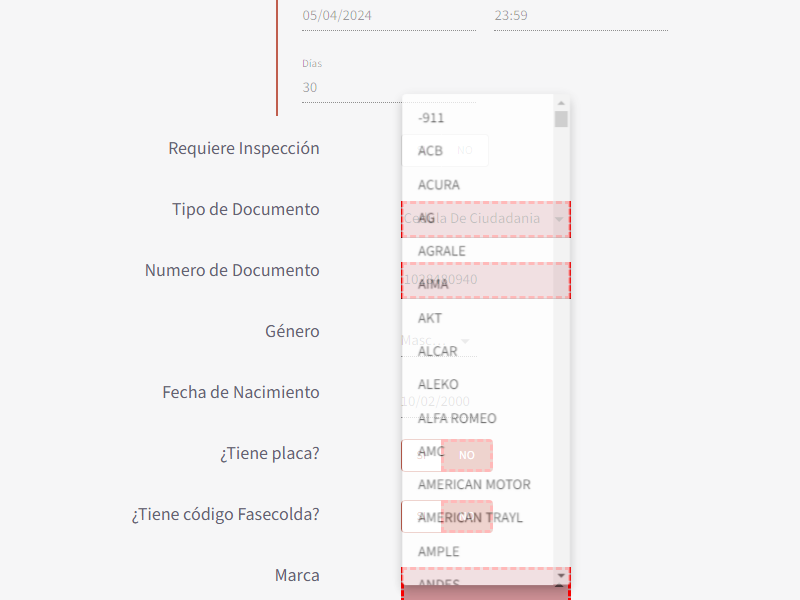 05/04/2024 23:59
Días
30
-911
Requiere Inspección ACB NO
ACURA
Tipo de Documento AG Cédula De Ciudadanía
AGRALE
Numero de Documento AIMA
AKT
Género Masc
ALCAR
ALEKO
Fecha de Nacimiento 10/02/2000
ALFA ROMEO
¿Tiene placa? AMC NO
AMERICAN MOTOR
¿Tiene código Fasecolda? AMERICAN TRAYL
AMPLE
Marca ANDES